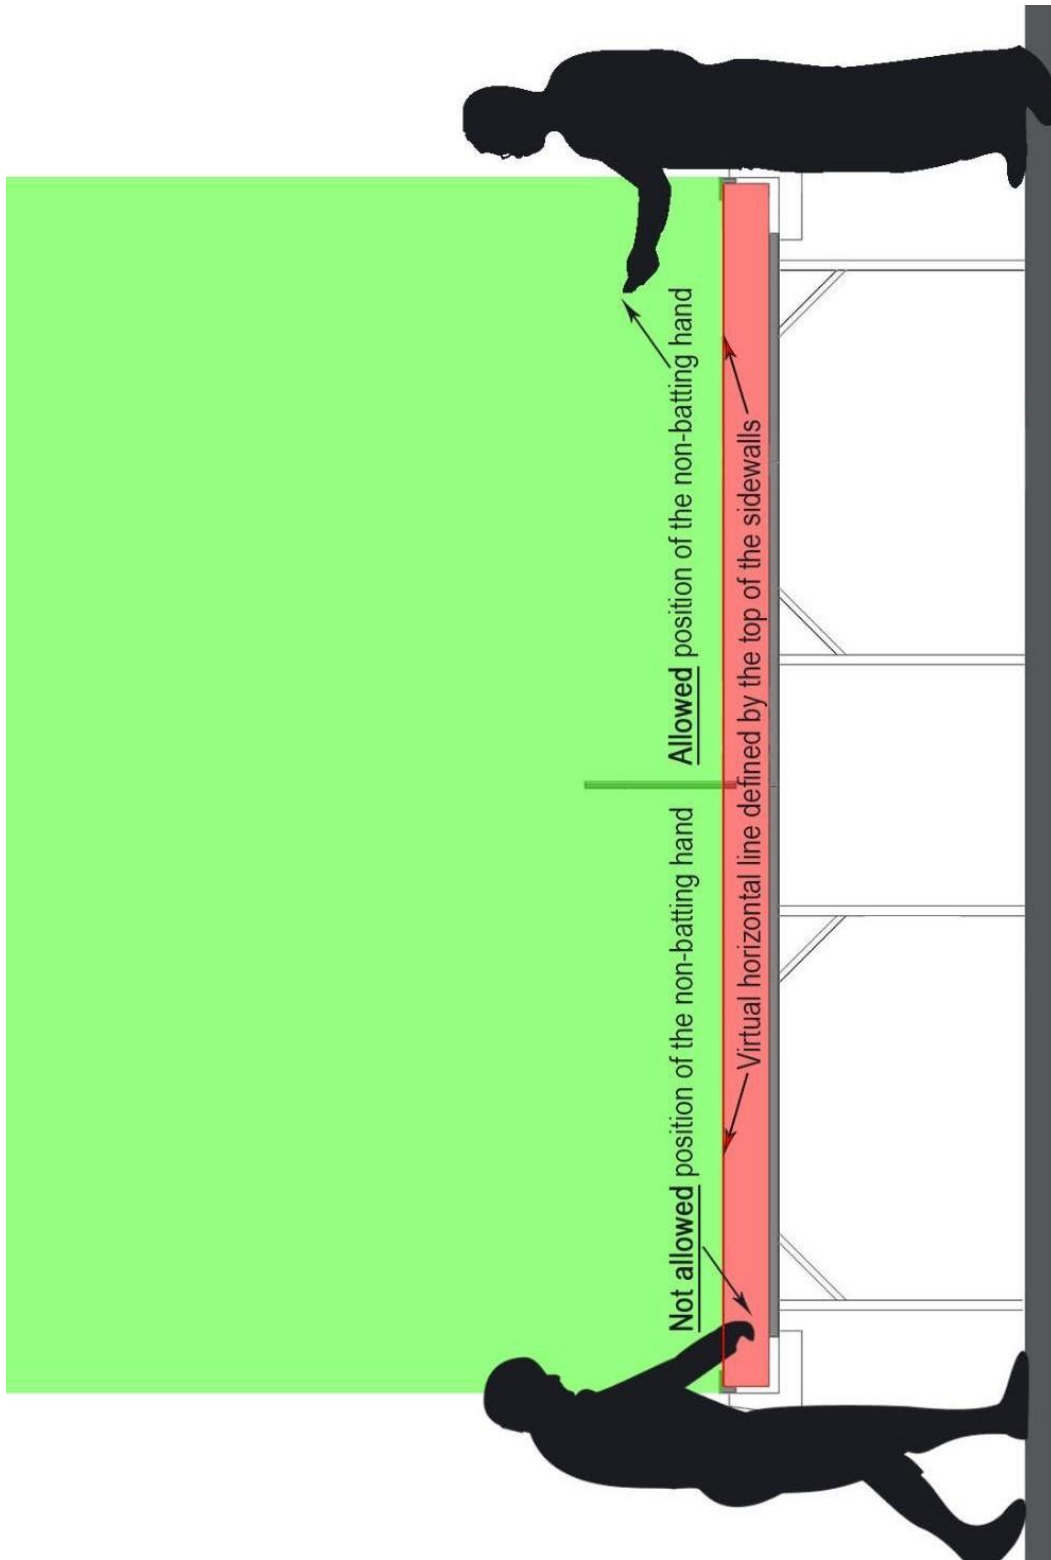 Not allowed position of the non-batting hand
Allowed position of the non-batting hand
Virtual horizontal line defined by the top of the sidewalls